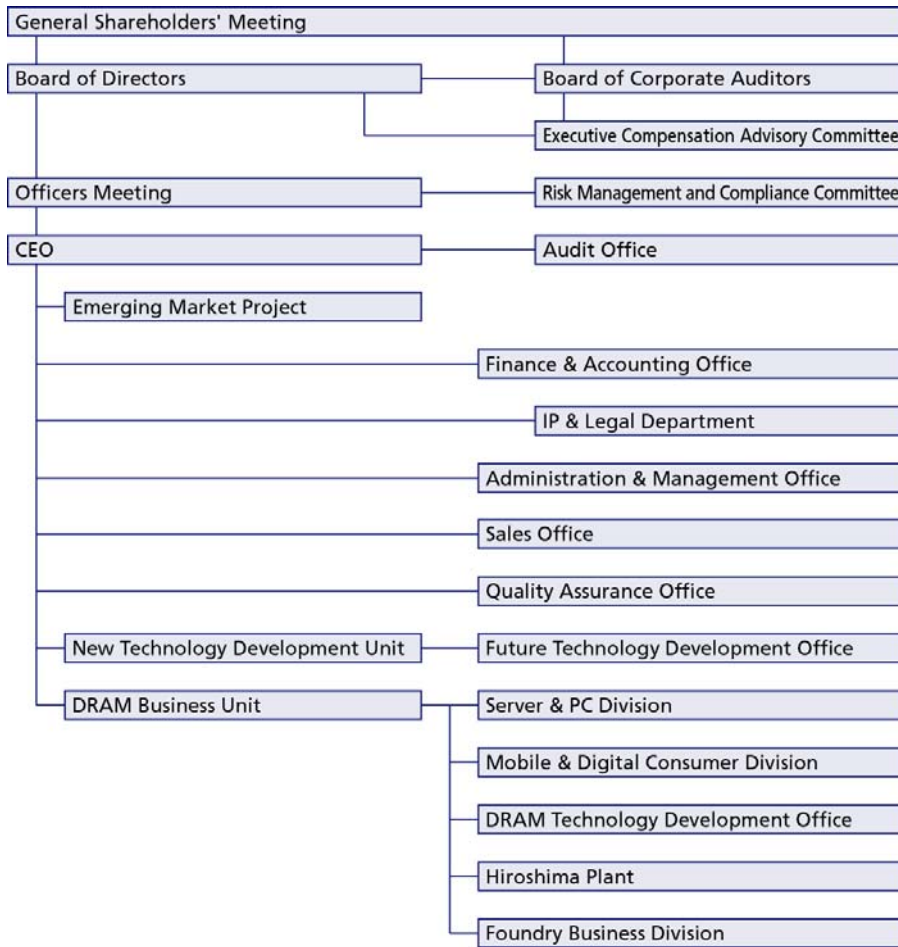 General Shareholders' Meeting
Board of Directors
Board of Corporate Auditors
Executive Compensation Advisory Committee
Officers Meeting
Risk Management and Compliance Committee
CEO
Audit Office
Emerging Market Project
Finance & Accounting Office
IP & Legal Department
Administration & Management Office
Sales Office
Quality Assurance Office
New Technology Development Unit
Future Technology Development Office
DRAM Business Unit
Server & PC Division
Mobile & Digital Consumer Division
DRAM Technology Development Office
Hiroshima Plant
Foundry Business Division